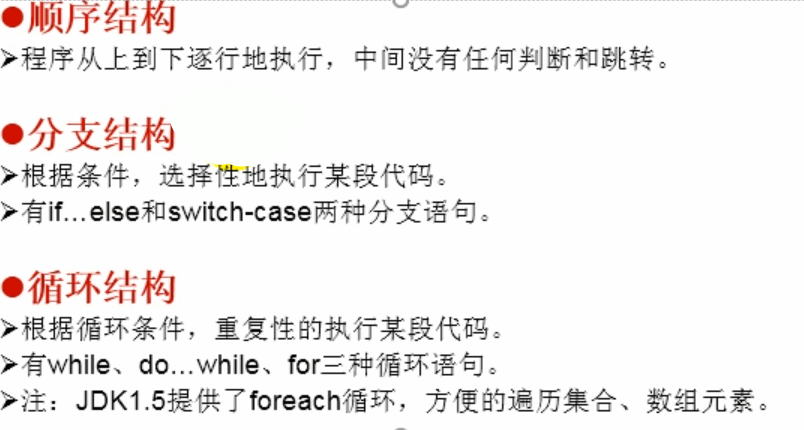 ●顺序结构
➢程序从上到下逐行地执行，中间没有任何判断和跳转。
●分支结构
➢根据条件，选择性地执行某段代码。
➢有if…else和switch-case两种分支语句。
●循环结构
➢根据循环条件，重复性的执行某段代码。
➢有while、do…while、for三种循环语句。
➢注：JDK1.5提供了foreach循环，方便的遍历集合、数组元素。